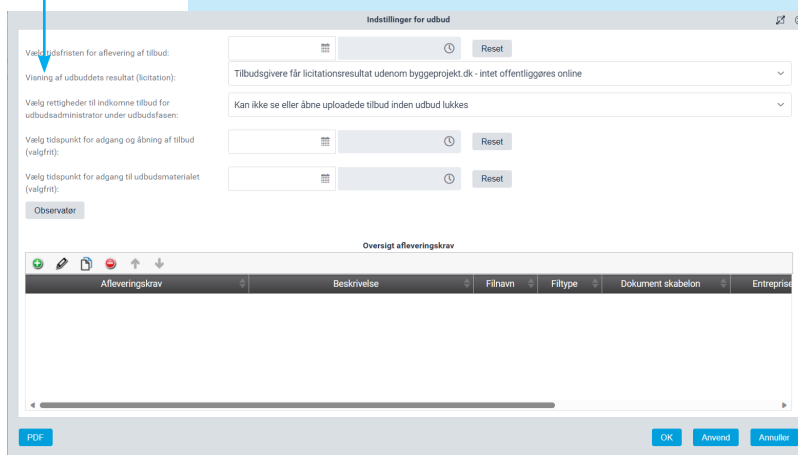 Indstillinger for udbud
Vælg tidsfristen for aflevering af tilbud:
Reset
Visning af udbuddets resultat (licitation):
Tilbudsgivere får licitationsresultat udenom byggeprojekt.dk - intet offentliggøres online
Vælg rettigheder til indkomne tilbud for
udbudsadministrator under udbudsfasen:
Kan ikke se eller åbne uploadede tilbud inden udbud lukkes
Vælg tidspunkt for adgang og åbning af tilbud
(valgfrit):
Reset
Vælg tidspunkt for adgang til udbudsmaterialet
(valgfrit):
Reset
Observatør
Oversigt afleveringskrav
Afleveringskrav Beskrivelse Filnavn Filtype Dokument skabelon Entreprise
PDF OK Anvend Annuller